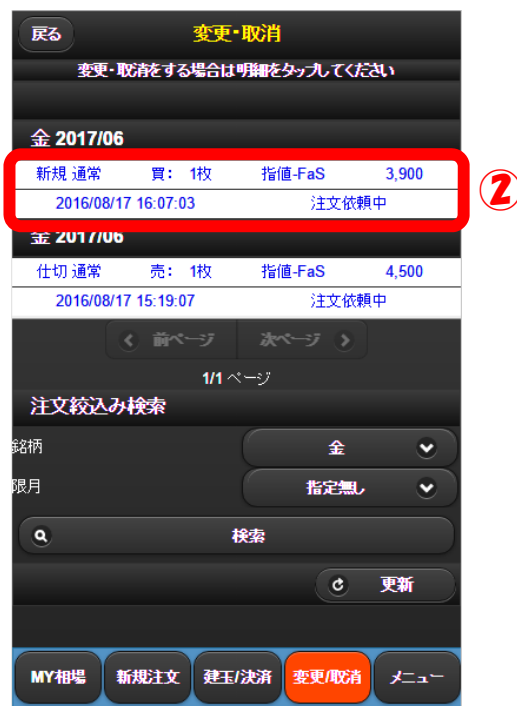 戻る 変更・取消
変更・取消をする場合は明細をタップしてください
金 2017/06
新規 通常 買： 1枚 指値-FaS 3,900
2016/08/17 16:07:03 注文依頼中
②
金 2017/06
仕切 通常 売： 1枚 指値-FaS 4,500
2016/08/17 15:19:07 注文依頼中
前ページ 次ページ
1/1 ページ
注文絞込み検索
銘柄 金
限月 指定無し
検索
更新
MY相場 新規注文 建玉/決済 変更/取消 メニュー